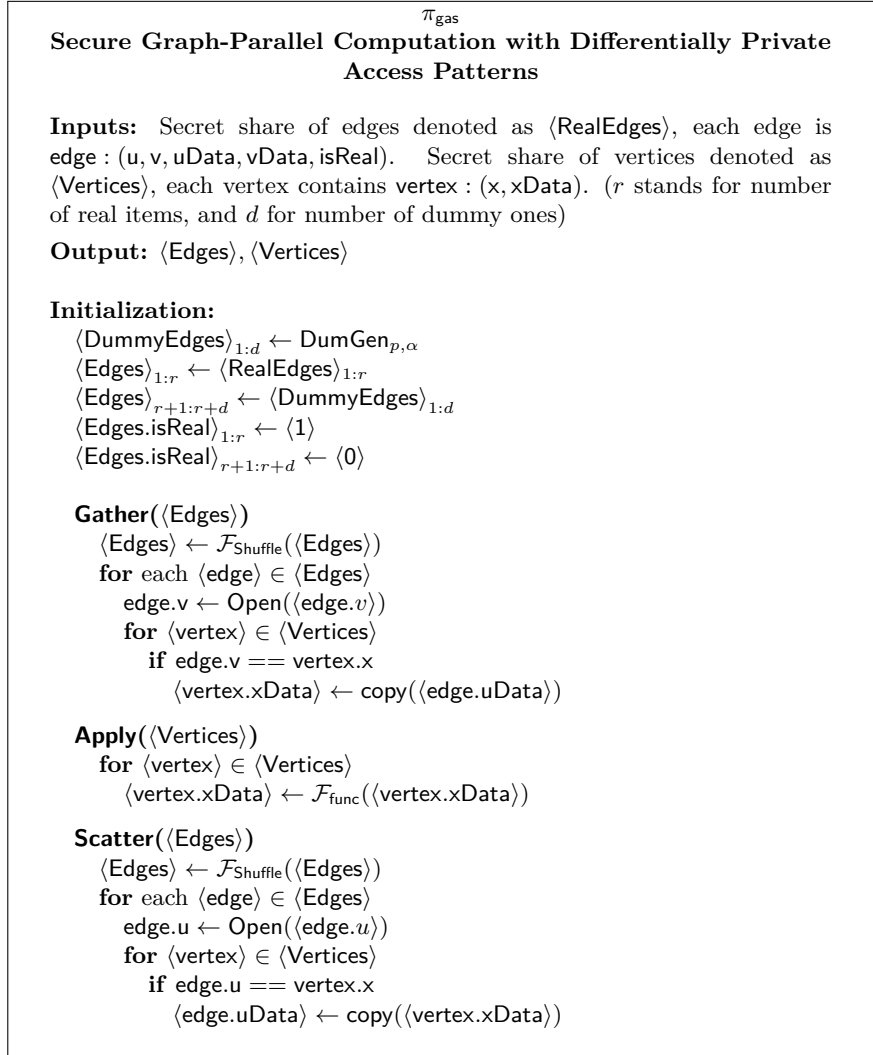 π_gas
Secure Graph-Parallel Computation with Differentially Private
Access Patterns
Inputs: Secret share of edges denoted as ⟨RealEdges⟩, each edge is
edge : (u, v, uData, vData, isReal). Secret share of vertices denoted as
⟨Vertices⟩, each vertex contains vertex : (x, xData). (r stands for number
of real items, and d for number of dummy ones)
Output: ⟨Edges⟩, ⟨Vertices⟩
Initialization:
⟨DummyEdges⟩_{1:d} ← DumGen_{p,α}
⟨Edges⟩_{1:r} ← ⟨RealEdges⟩_{1:r}
⟨Edges⟩_{r+1:r+d} ← ⟨DummyEdges⟩_{1:d}
⟨Edges.isReal⟩_{1:r} ← ⟨1⟩
⟨Edges.isReal⟩_{r+1:r+d} ← ⟨0⟩
Gather(⟨Edges⟩)
⟨Edges⟩ ← F_Shuffle(⟨Edges⟩)
for each ⟨edge⟩ ∈ ⟨Edges⟩
edge.v ← Open(⟨edge.v⟩)
for ⟨vertex⟩ ∈ ⟨Vertices⟩
if edge.v == vertex.x
⟨vertex.xData⟩ ← copy(⟨edge.uData⟩)
Apply(⟨Vertices⟩)
for ⟨vertex⟩ ∈ ⟨Vertices⟩
⟨vertex.xData⟩ ← F_func(⟨vertex.xData⟩)
Scatter(⟨Edges⟩)
⟨Edges⟩ ← F_Shuffle(⟨Edges⟩)
for each ⟨edge⟩ ∈ ⟨Edges⟩
edge.u ← Open(⟨edge.u⟩)
for ⟨vertex⟩ ∈ ⟨Vertices⟩
if edge.u == vertex.x
⟨edge.uData⟩ ← copy(⟨vertex.xData⟩)